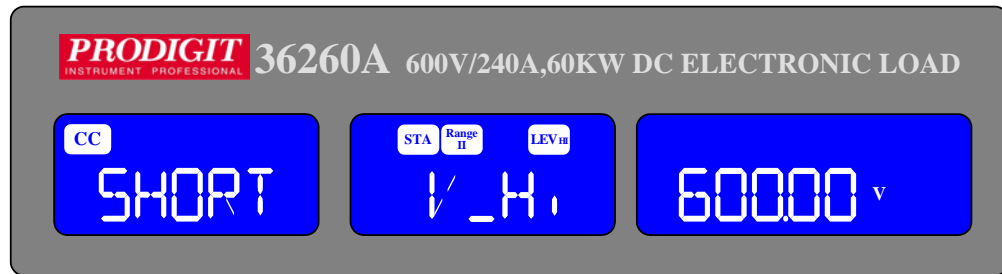 PRODIGIT
INSTRUMENT PROFESSIONAL
36260A 600V/240A,60KW DC ELECTRONIC LOAD
CC
SHORT
STA Range II LEV HI
V_Hi
600.00 V